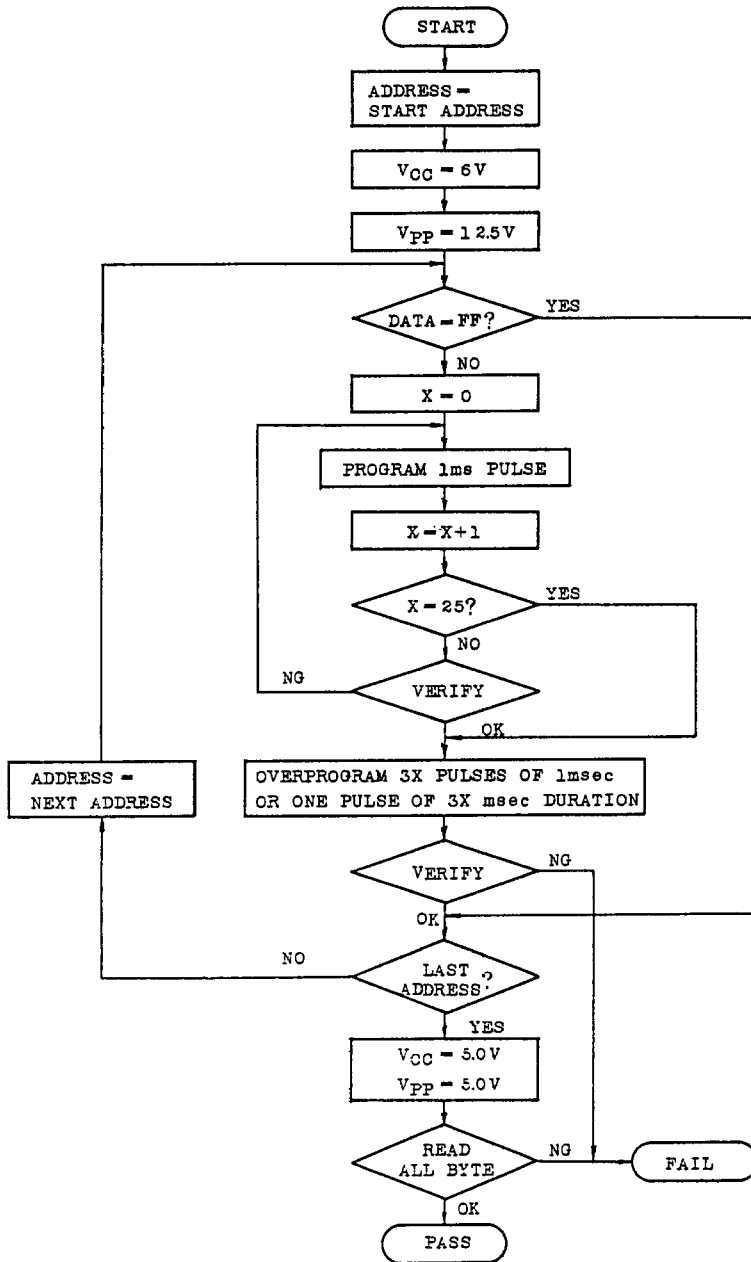 START
ADDRESS =
START ADDRESS
VCC = 6V
VPP = 12.5V
DATA = FF?
YES
NO
X = 0
PROGRAM 1ms PULSE
X = X+1
X = 25?
YES
NO
NG
VERIFY
OK
ADDRESS =
NEXT ADDRESS
OVERPROGRAM 3X PULSES OF 1msec
OR ONE PULSE OF 3X msec DURATION
VERIFY
NG
OK
NO
LAST
ADDRESS?
YES
VCC = 5.0V
VPP = 5.0V
READ
ALL BYTE
NG
FAIL
OK
PASS